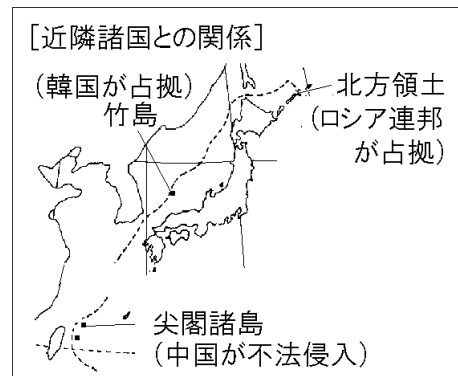 [近隣諸国との関係]
(韓国が占拠)
竹島
北方領土
(ロシア連邦
が占拠)
尖閣諸島
(中国が不法侵入)